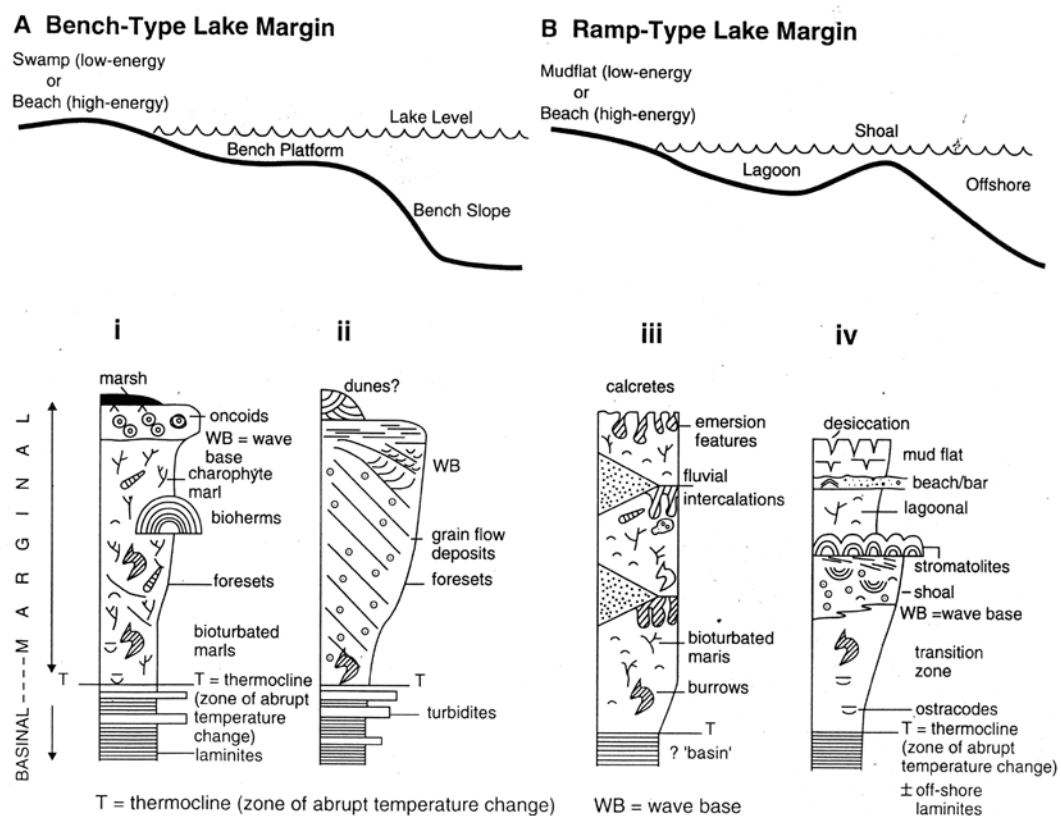 A Bench-Type Lake Margin
Swamp (low-energy
or
Beach (high-energy)
Lake Level
Bench Platform
Bench Slope
B Ramp-Type Lake Margin
Mudflat (low-energy
or
Beach (high-energy)
Shoal
Lagoon
Offshore
i
marsh
oncoids
WB = wave
base
charophyte
marl
bioherms
foresets
bioturbated
marls
T
T = thermocline
(zone of abrupt
temperature
change)
laminites
MARGINAL
BASINAL
ii
dunes?
WB
grain flow
deposits
foresets
T
turbidites
iii
calcretes
emersion
features
fluvial
intercalations
bioturbated
maris
burrows
T
? 'basin'
iv
desiccation
mud flat
beach/bar
lagoonal
stromatolites
shoal
WB = wave base
transition
zone
ostracodes
T = thermocline
(zone of abrupt
temperature change)
± off-shore
laminites
T = thermocline (zone of abrupt temperature change)
WB = wave base